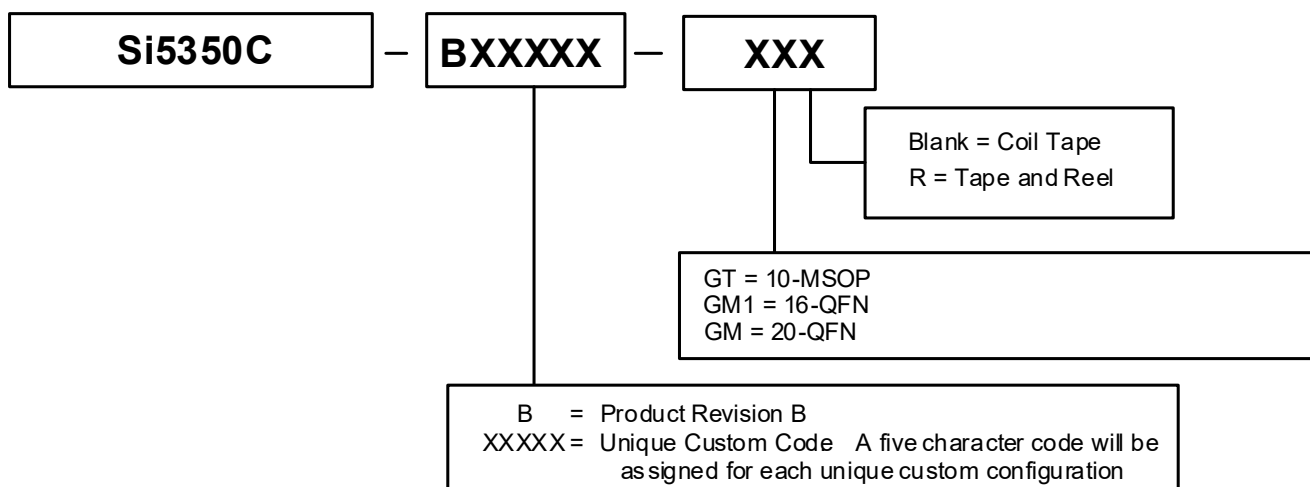 Si5350C – BXXXXX – XXX
Blank = Coil Tape
R = Tape and Reel
GT = 10-MSOP
GM1 = 16-QFN
GM = 20-QFN
B = Product Revision B
XXXXX = Unique Custom Code A five character code will be
assigned for each unique custom configuration